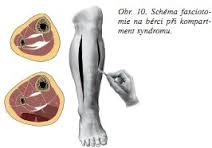 Obr. 10. Schéma fascioto-
mie na bérci při kompart-
ment syndromu.